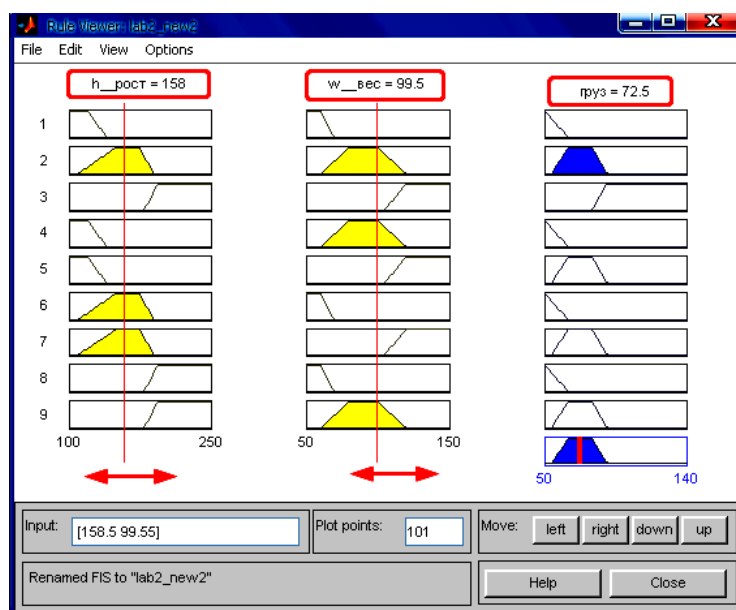 Rule Viewer: lab2_new2
File Edit View Options
h__рост = 158
w__вес = 99.5
груз = 72.5
1
2
3
4
5
6
7
8
9
100 250
50 150
50 140
Input: [158.5 99.55]
Plot points: 101
Move: left right down up
Renamed FIS to "lab2_new2"
Help Close